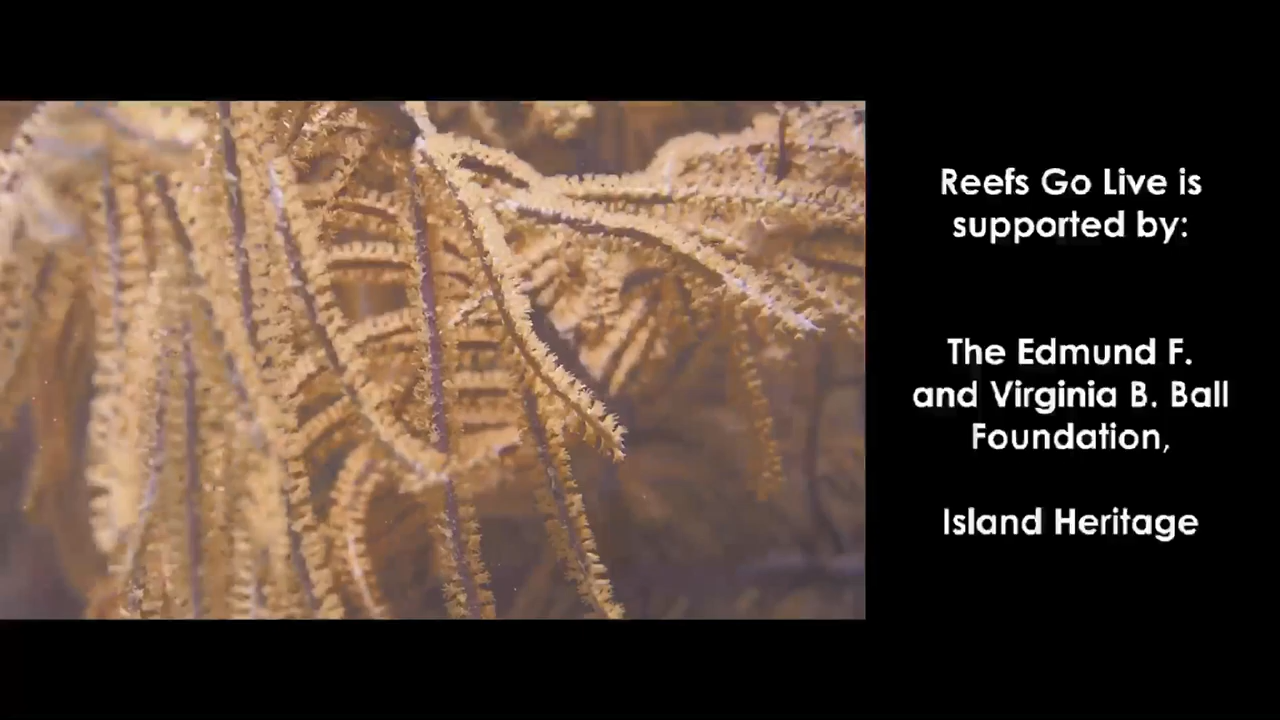 Reefs Go Live is
supported by:
The Edmund F.
and Virginia B. Ball
Foundation,
Island Heritage